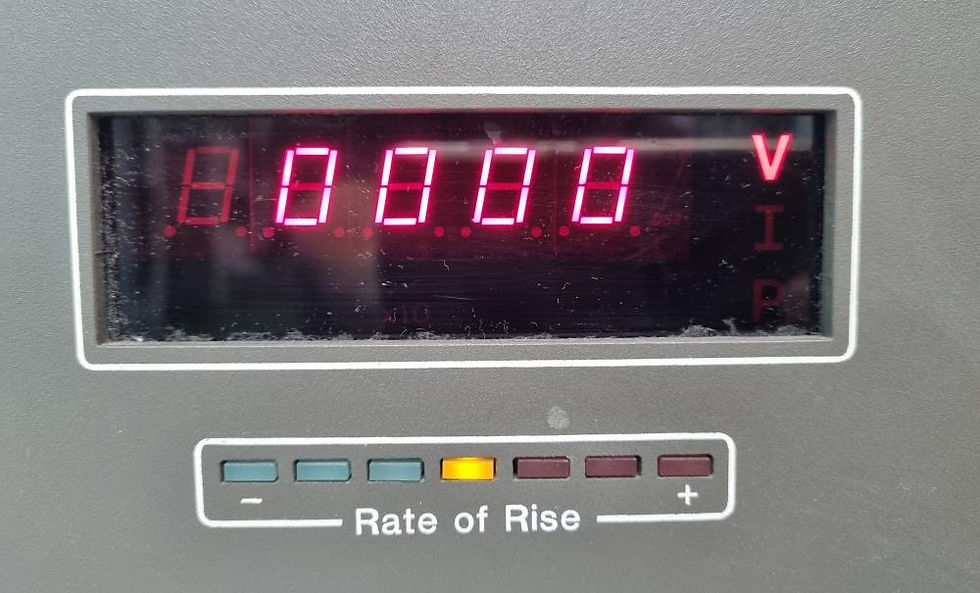 0000 V
I
P
− +
Rate of Rise